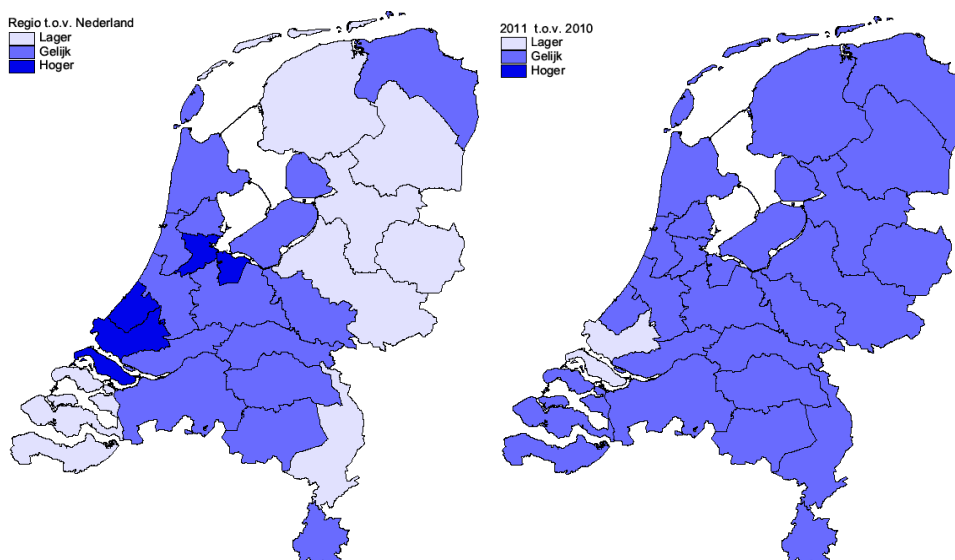 Regio t.o.v. Nederland
Lager
Gelijk
Hoger
2011 t.o.v. 2010
Lager
Gelijk
Hoger